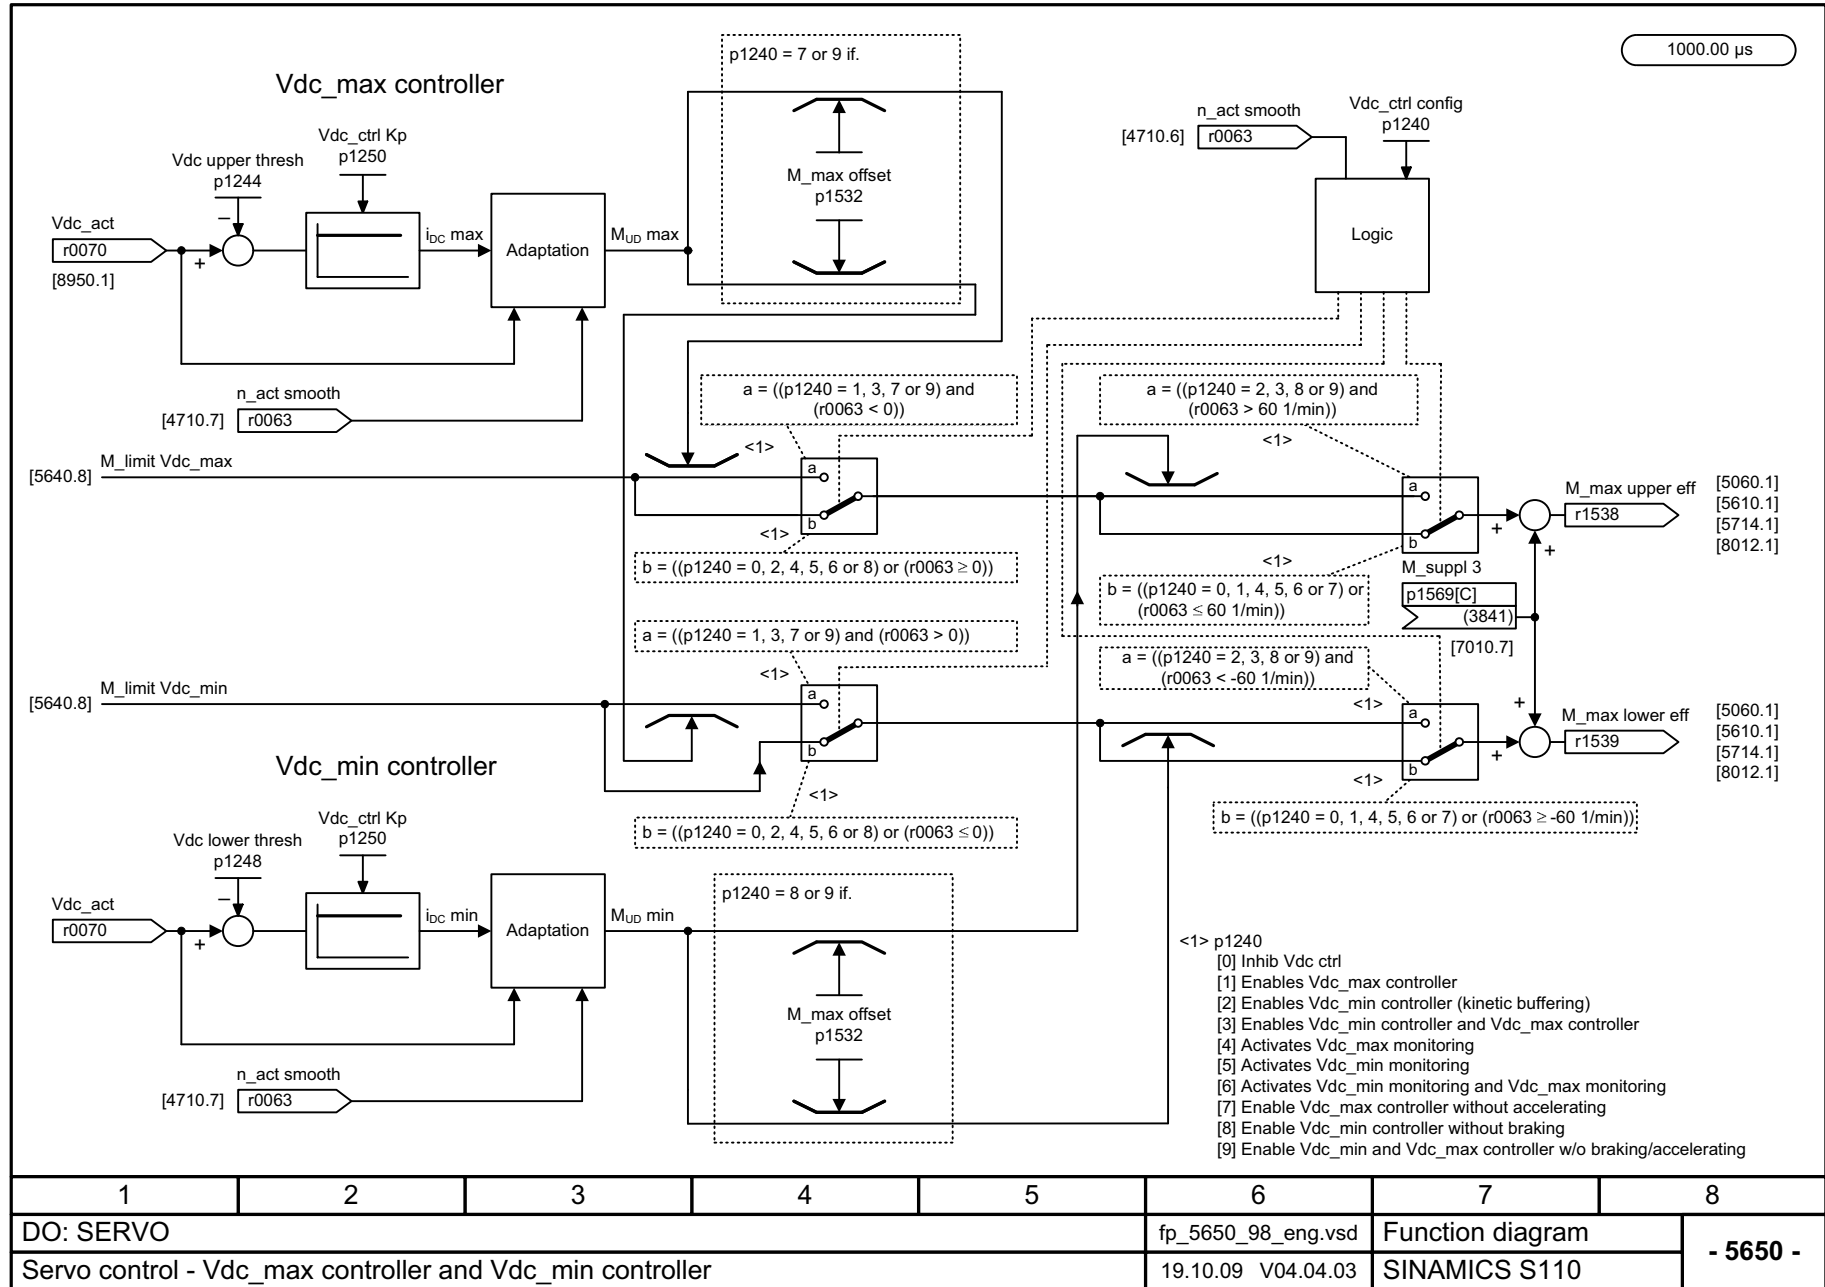 p1240 = 7 or 9 if.
1000.00 µs
Vdc_max controller
Vdc_ctrl Kp
p1250
Vdc upper thresh
p1244
–
Vdc_act
r0070
[8950.1]
+
iDC max
Adaptation
MUD max
M_max offset
p1532
n_act smooth
[4710.6]
r0063
Vdc_ctrl config
p1240
Logic
n_act smooth
[4710.7]
r0063
a = ((p1240 = 1, 3, 7 or 9) and
(r0063 < 0))
a = ((p1240 = 2, 3, 8 or 9) and
(r0063 > 60 1/min))
<1>
<1>
[5640.8]
M_limit Vdc_max
a
b
<1>
b = ((p1240 = 0, 2, 4, 5, 6 or 8) or (r0063 ≥ 0))
a
b
<1>
b = ((p1240 = 0, 1, 4, 5, 6 or 7) or
(r0063 ≤ 60 1/min))
+
+
M_max upper eff
r1538
[5060.1]
[5610.1]
[5714.1]
[8012.1]
M_suppl 3
p1569[C]
(3841)
[7010.7]
a = ((p1240 = 1, 3, 7 or 9) and (r0063 > 0))
<1>
a = ((p1240 = 2, 3, 8 or 9) and
(r0063 < -60 1/min))
<1>
[5640.8]
M_limit Vdc_min
a
b
<1>
b = ((p1240 = 0, 2, 4, 5, 6 or 8) or (r0063 ≤ 0))
a
b
<1>
b = ((p1240 = 0, 1, 4, 5, 6 or 7) or (r0063 ≥ -60 1/min))
+
+
M_max lower eff
r1539
[5060.1]
[5610.1]
[5714.1]
[8012.1]
Vdc_min controller
Vdc_ctrl Kp
p1250
Vdc lower thresh
p1248
–
Vdc_act
r0070
+
iDC min
Adaptation
MUD min
p1240 = 8 or 9 if.
M_max offset
p1532
n_act smooth
[4710.7]
r0063
<1> p1240
[0] Inhib Vdc ctrl
[1] Enables Vdc_max controller
[2] Enables Vdc_min controller (kinetic buffering)
[3] Enables Vdc_min controller and Vdc_max controller
[4] Activates Vdc_max monitoring
[5] Activates Vdc_min monitoring
[6] Activates Vdc_min monitoring and Vdc_max monitoring
[7] Enable Vdc_max controller without accelerating
[8] Enable Vdc_min controller without braking
[9] Enable Vdc_min and Vdc_max controller w/o braking/accelerating
1 2 3 4 5 6 7 8
DO: SERVO
fp_5650_98_eng.vsd
Function diagram
- 5650 -
Servo control - Vdc_max controller and Vdc_min controller
19.10.09 V04.04.03
SINAMICS S110